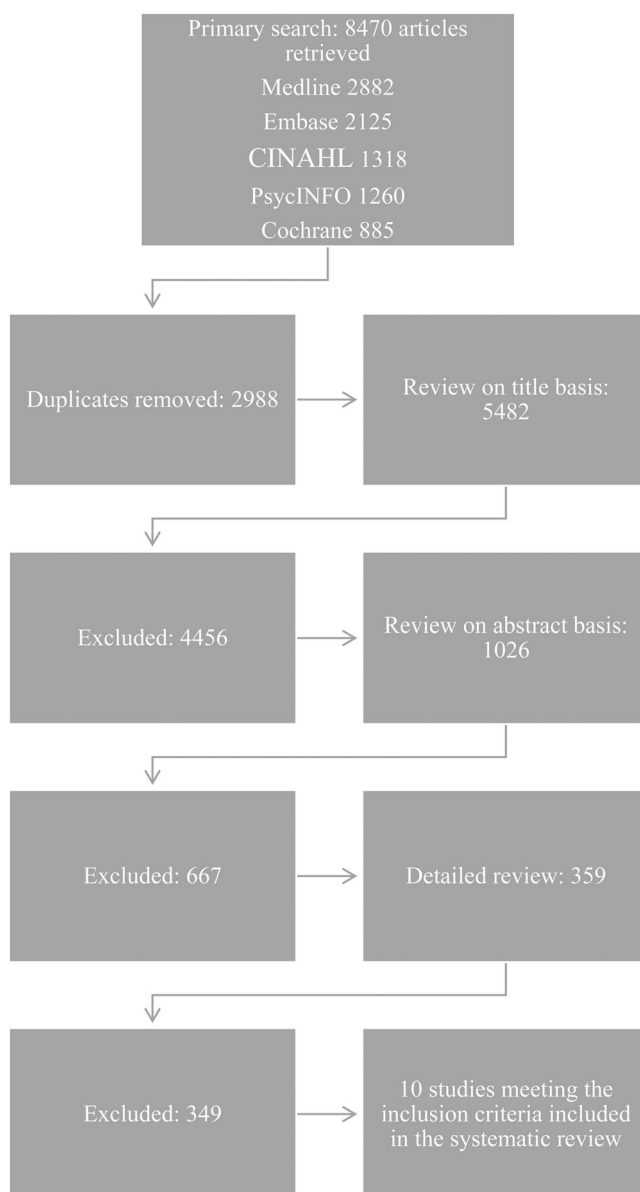 Primary search: 8470 articles
retrieved
Medline 2882
Embase 2125
CINAHL 1318
PsycINFO 1260
Cochrane 885
Duplicates removed: 2988
Review on title basis:
5482
Excluded: 4456
Review on abstract basis:
1026
Excluded: 667
Detailed review: 359
Excluded: 349
10 studies meeting the
inclusion criteria included
in the systematic review